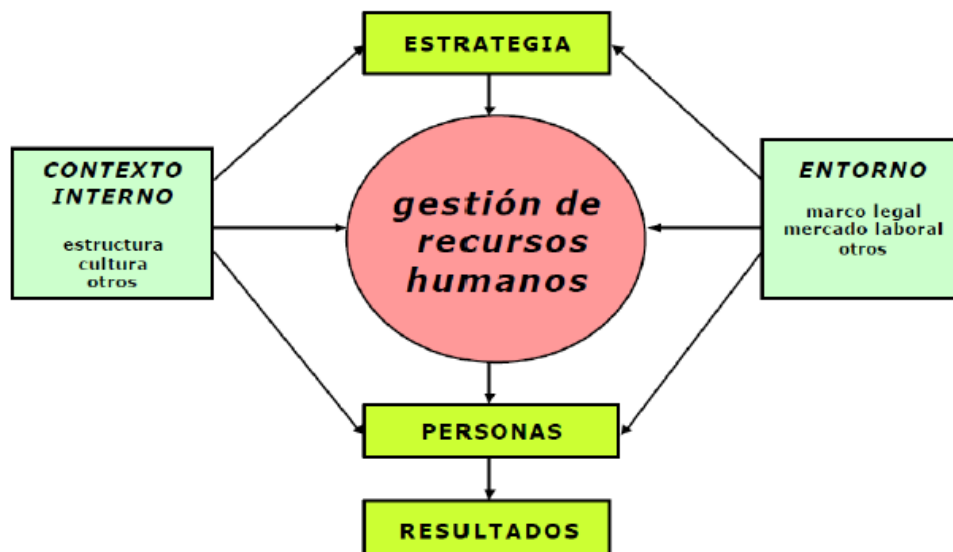 ESTRATEGIA
CONTEXTO
INTERNO
estructura
cultura
otros
gestión de
recursos
humanos
ENTORNO
marco legal
mercado laboral
otros
PERSONAS
RESULTADOS